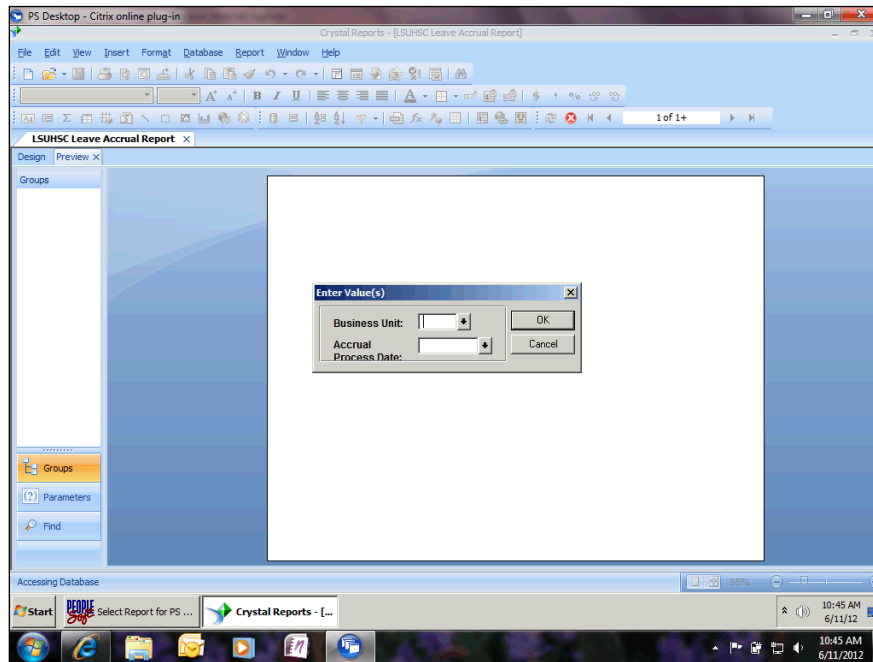 PS Desktop - Citrix online plug-in
Crystal Reports - [LSUHSC Leave Accrual Report]
File Edit View Insert Format Database Report Window Help
B I U
$ , %
1 of 1+
LSUHSC Leave Accrual Report ×
Design Preview ×
Groups
Enter Value(s)
Business Unit:
OK
Accrual
Process Date:
Cancel
Groups
Parameters
Find
Accessing Database
55%
Start
PEOPLE
Soft
Select Report for PS ...
Crystal Reports - [...
10:45 AM
6/11/12
10:45 AM
6/11/2012